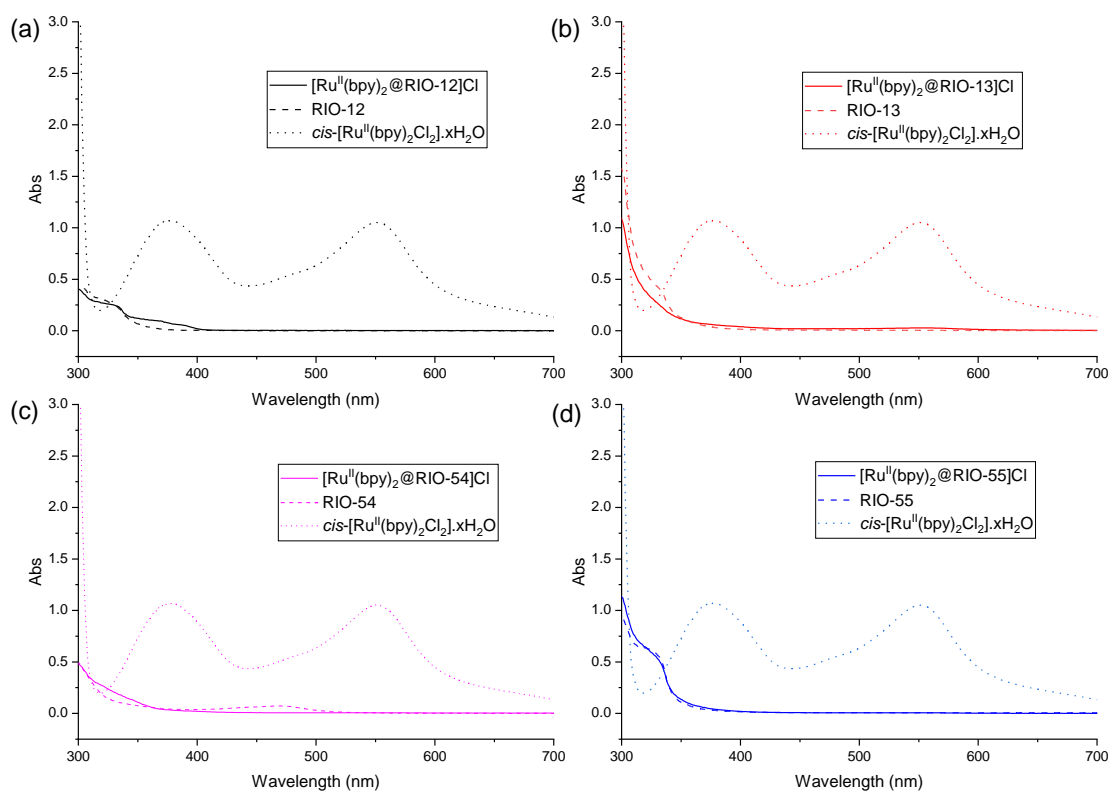 (a)
3.0
2.5
2.0
1.5
1.0
0.5
0.0
Abs
300 400 500 600 700
Wavelength (nm)
[Ruᴵᴵ(bpy)₂@RIO-12]Cl
RIO-12
cis-[Ruᴵᴵ(bpy)₂Cl₂].xH₂O
(b)
3.0
2.5
2.0
1.5
1.0
0.5
0.0
Abs
300 400 500 600 700
Wavelength (nm)
[Ruᴵᴵ(bpy)₂@RIO-13]Cl
RIO-13
cis-[Ruᴵᴵ(bpy)₂Cl₂].xH₂O
(c)
3.0
2.5
2.0
1.5
1.0
0.5
0.0
Abs
300 400 500 600 700
Wavelength (nm)
[Ruᴵᴵ(bpy)₂@RIO-54]Cl
RIO-54
cis-[Ruᴵᴵ(bpy)₂Cl₂].xH₂O
(d)
3.0
2.5
2.0
1.5
1.0
0.5
0.0
Abs
300 400 500 600 700
Wavelength (nm)
[Ruᴵᴵ(bpy)₂@RIO-55]Cl
RIO-55
cis-[Ruᴵᴵ(bpy)₂Cl₂].xH₂O